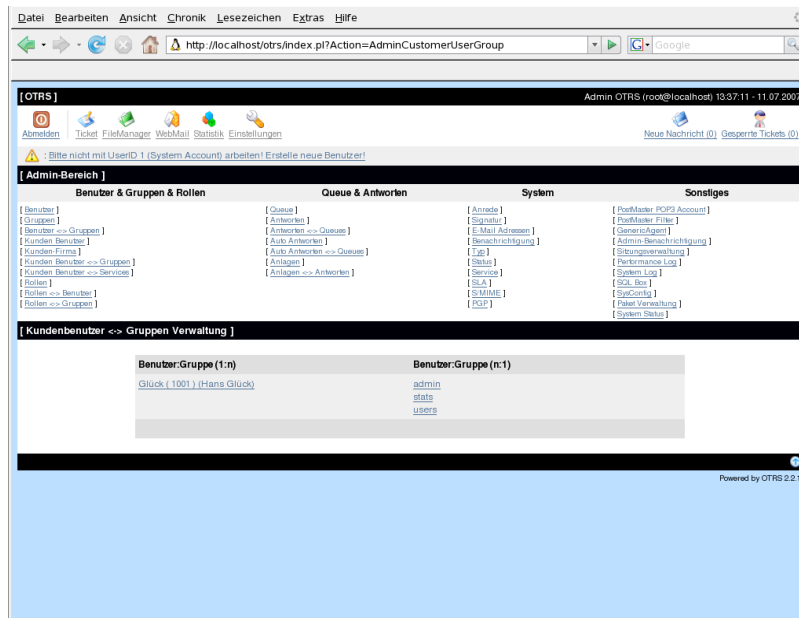 Datei Bearbeiten Ansicht Chronik Lesezeichen Extras Hilfe
http://localhost/otrs/index.pl?Action=AdminCustomerUserGroup
G Google
[ OTRS ]
Admin OTRS (root@localhost) 13:37:11 - 11.07.2007
Abmelden Ticket FileManager WebMail Statistik Einstellungen
Neue Nachricht (0) Gesperrte Tickets (0)
: Bitte nicht mit UserID 1 (System Account) arbeiten! Erstelle neue Benutzer!
[ Admin-Bereich ]
Benutzer & Gruppen & Rollen Queue & Antworten System Sonstiges
[ Benutzer ] [ Queue ] [ Anrede ] [ PostMaster POP3 Account ]
[ Gruppen ] [ Antworten ] [ Signatur ] [ PostMaster Filter ]
[ Benutzer <-> Gruppen ] [ Antworten <-> Queues ] [ E-Mail Adressen ] [ GenericAgent ]
[ Kunden Benutzer ] [ Auto Antworten ] [ Benachrichtigung ] [ Admin-Benachrichtigung ]
[ Kunden-Firma ] [ Auto Antworten <-> Queues ] [ Typ ] [ Sitzungsverwaltung ]
[ Kunden Benutzer <-> Gruppen ] [ Anlagen ] [ Status ] [ Performance Log ]
[ Kunden Benutzer <-> Services ] [ Anlagen <-> Antworten ] [ Service ] [ System Log ]
[ Rollen ] [ SLA ] [ SQL Box ]
[ Rollen <-> Benutzer ] [ S/MIME ] [ SysConfig ]
[ Rollen <-> Gruppen ] [ PGP ] [ Paket Verwaltung ]
[ System Status ]
[ Kundenbenutzer <-> Gruppen Verwaltung ]
Benutzer:Gruppe (1:n) Benutzer:Gruppe (n:1)
Glück ( 1001 ) (Hans Glück) admin
stats
users
Powered by OTRS 2.2.1